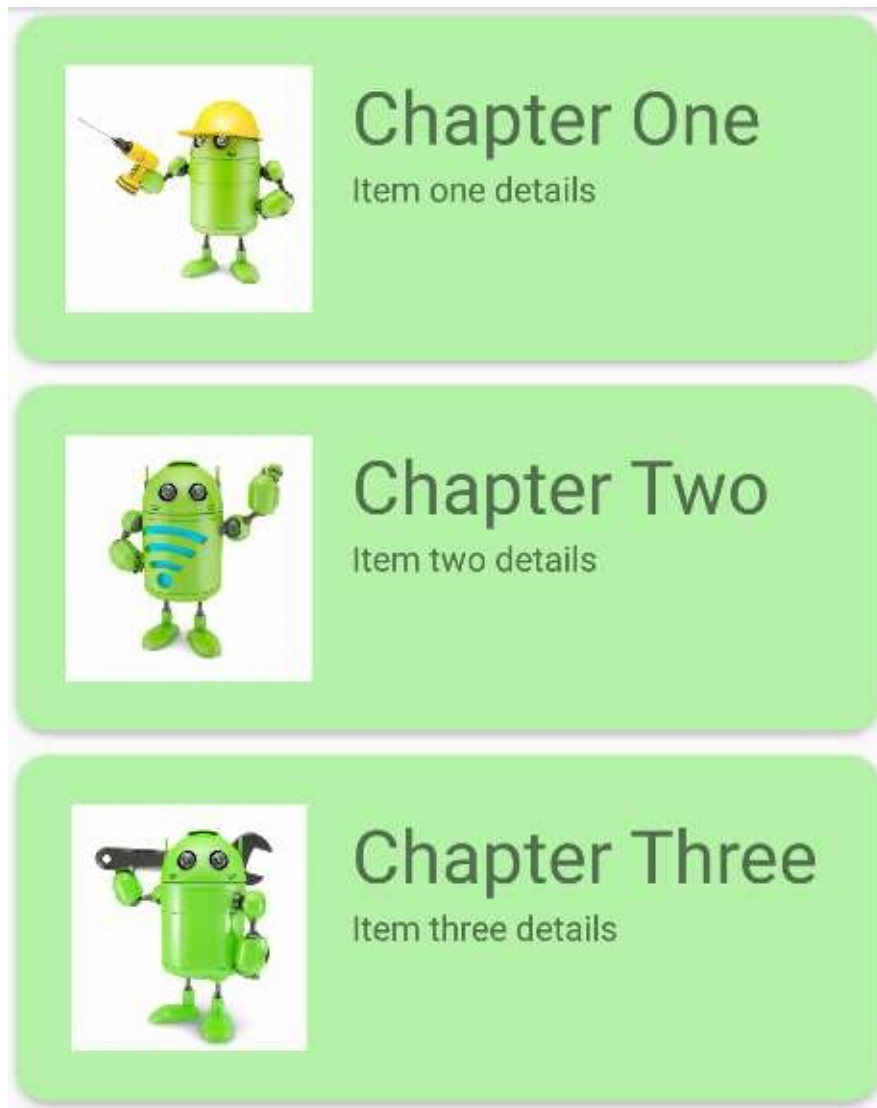 Chapter One
Item one details
Chapter Two
Item two details
Chapter Three
Item three details